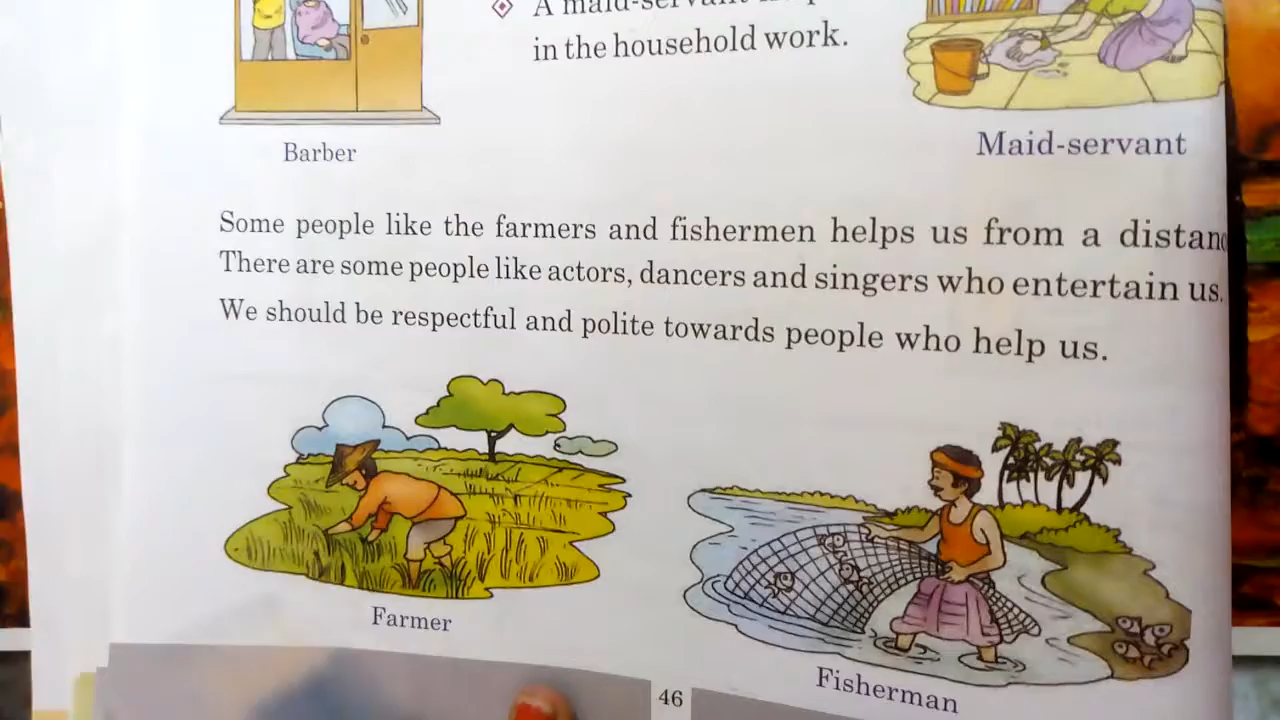 A maid-servant
in the household work.
Barber
Maid-servant
Some people like the farmers and fishermen helps us from a distan
There are some people like actors, dancers and singers who entertain us.
We should be respectful and polite towards people who help us.
Farmer
Fisherman
46